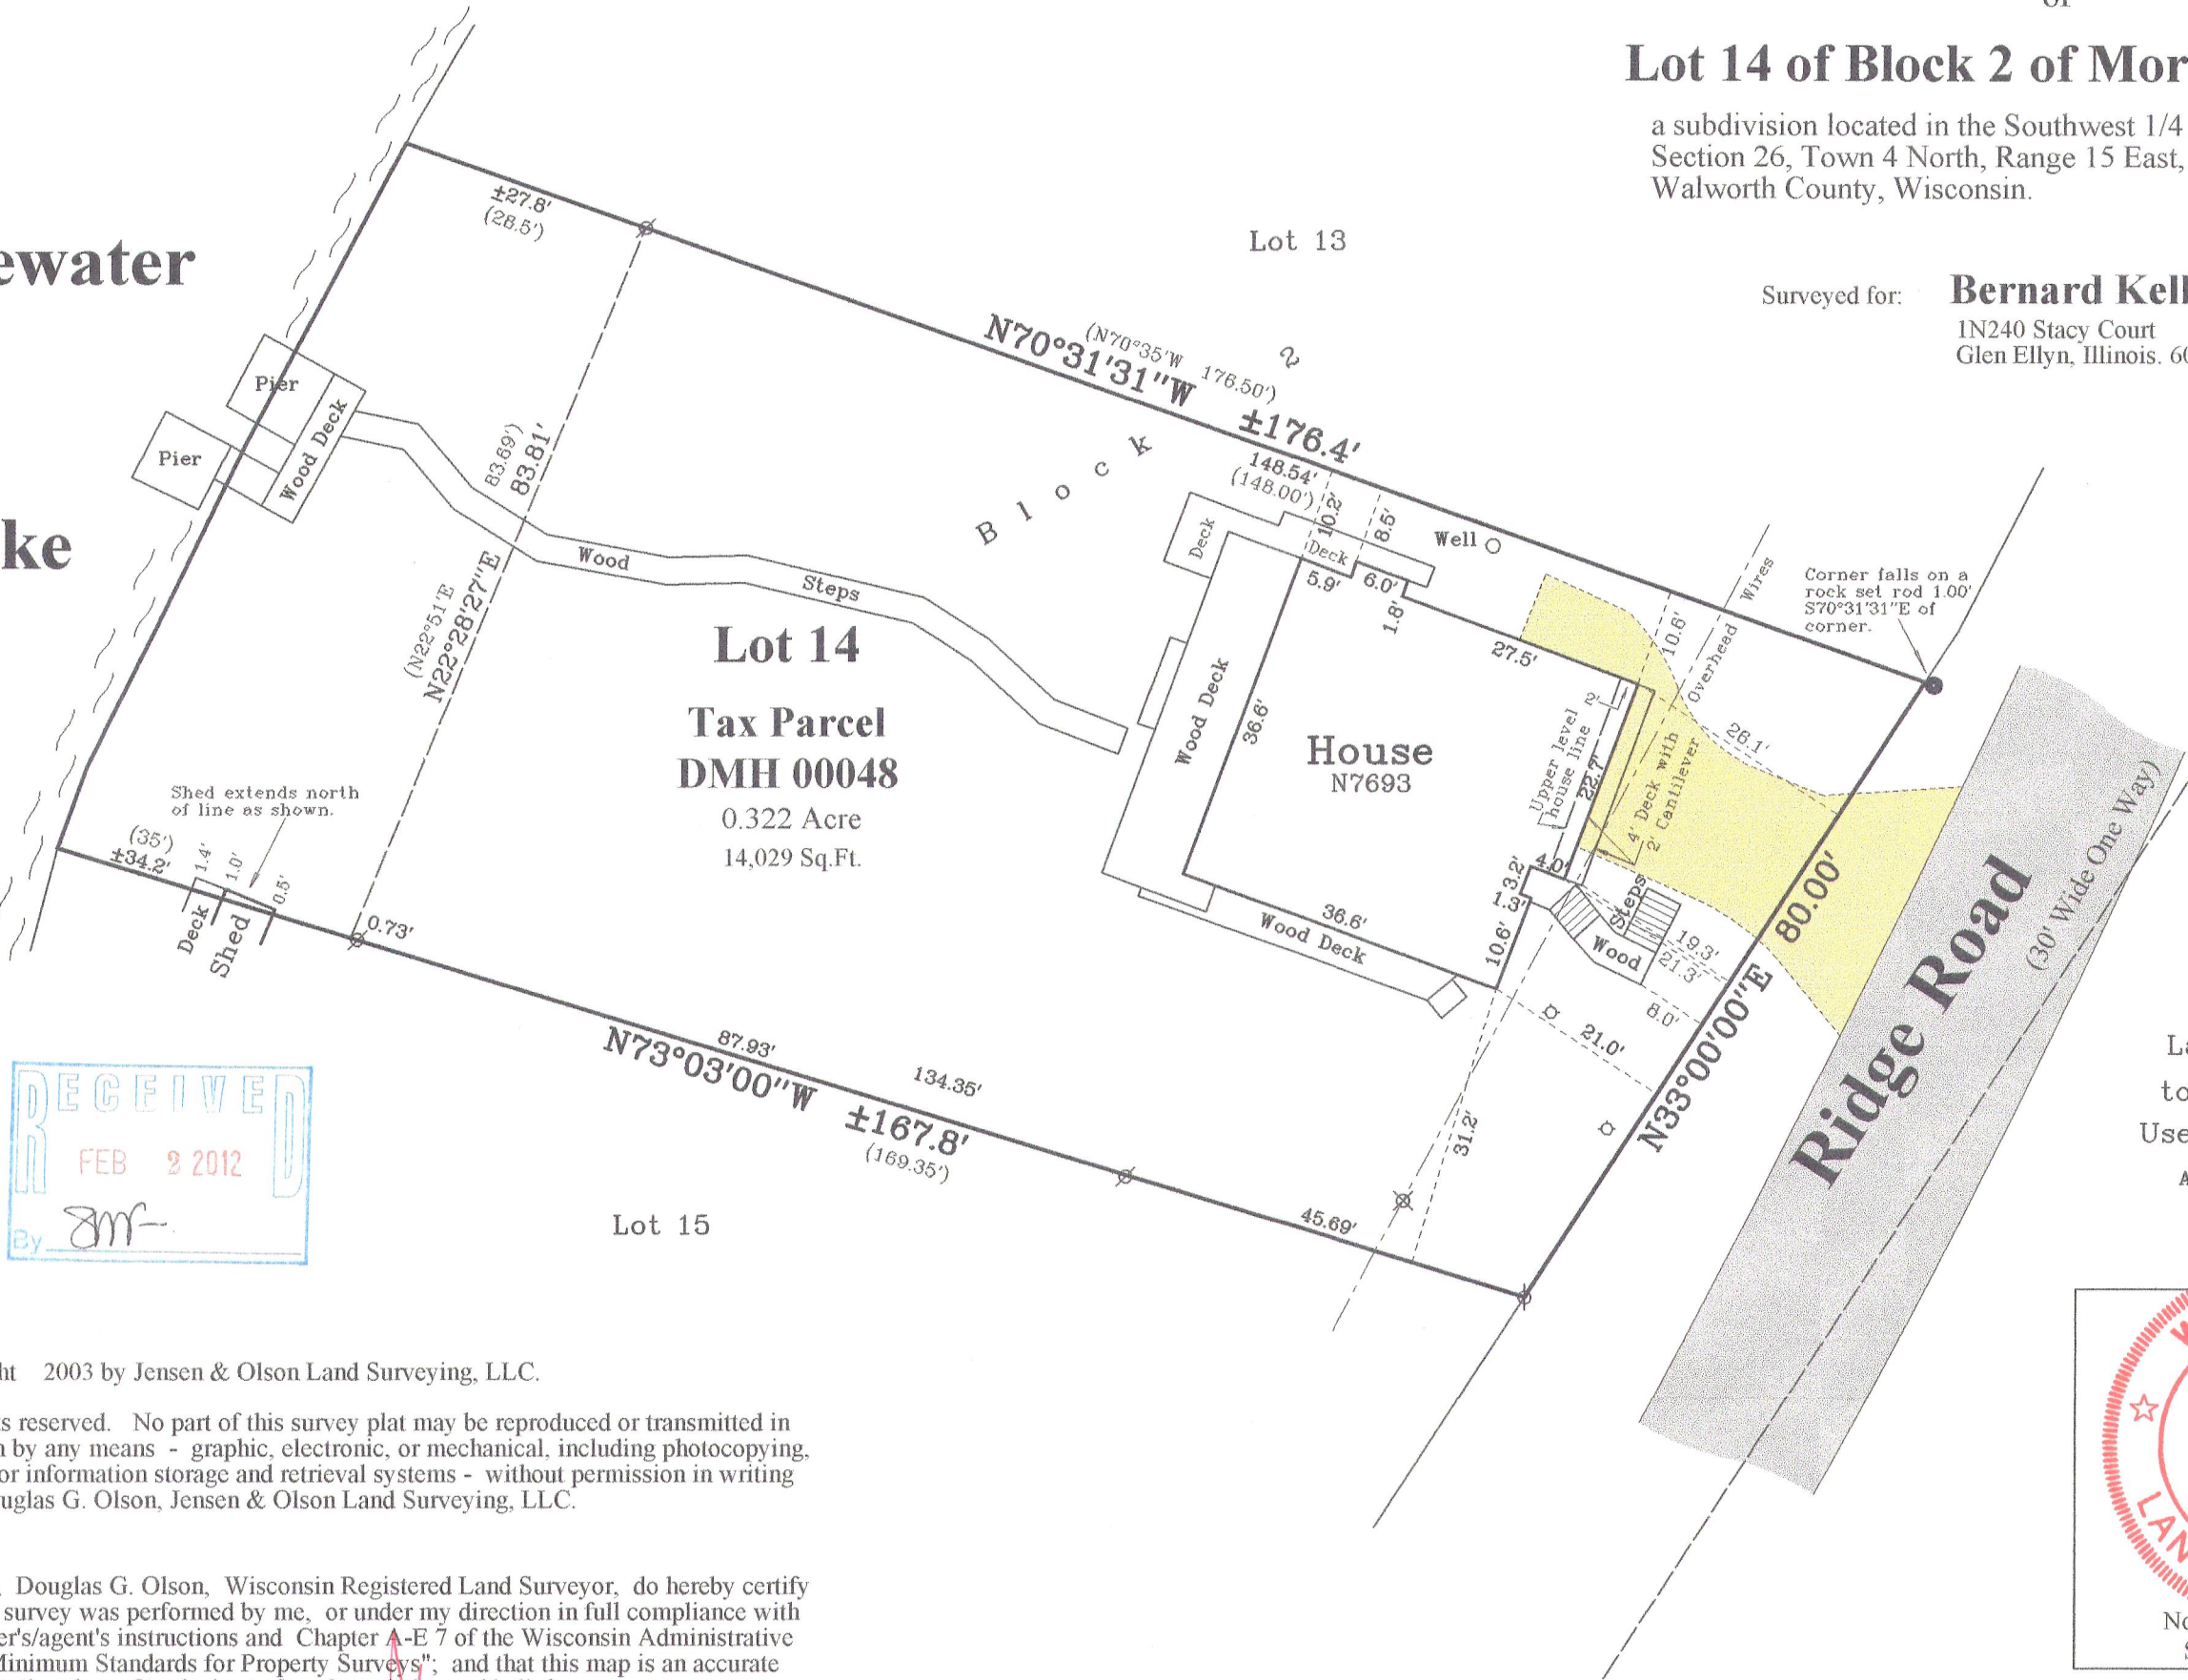 of
Lot 14 of Block 2 of Mor
a subdivision located in the Southwest 1/4
Section 26, Town 4 North, Range 15 East,
Walworth County, Wisconsin.
Surveyed for: Bernard Kell
1N240 Stacy Court
Glen Ellyn, Illinois. 60
ewater
ke
±27.8'
(28.5')
Lot 13
(N70°35'W 176.50')
N70°31'31"W ±176.4'
148.54'
(148.00')
Block 2
Pier
Pier
Wood Deck
(83.69')
83.81'
(N22°51'E
N22°28'27"E
Wood Steps
Lot 14
Tax Parcel
DMH 00048
0.322 Acre
14,029 Sq.Ft.
Deck
Deck
10.2'
8.5'
Well
5.9'
6.0'
1.8'
27.5'
10.6'
Overhead Wires
Corner falls on a
rock set rod 1.00'
S70°31'31"E of
corner.
Wood Deck
36.6'
House
N7693
Upper level
house line
2'
22.7'
4' Deck with
2' Cantilever
26.1'
4.0'
3.2'
1.3'
10.6'
36.6'
Wood Deck
Wood Steps
19.3'
21.3'
8.0'
21.0'
31.2'
80.00'
N33°00'00"E
Ridge Road
(30' Wide One Way)
Shed extends north
of line as shown.
(35')
±34.2'
1.4'
1.0'
0.5'
Deck
Shed
0.73'
87.93'
134.35'
N73°03'00"W ±167.8'
(169.35')
45.69'
Lot 15
RECEIVED
FEB 2 2012
By
La
to
Use
A
ht 2003 by Jensen & Olson Land Surveying, LLC.
s reserved. No part of this survey plat may be reproduced or transmitted in
n by any means - graphic, electronic, or mechanical, including photocopying,
or information storage and retrieval systems - without permission in writing
uglas G. Olson, Jensen & Olson Land Surveying, LLC.
Douglas G. Olson, Wisconsin Registered Land Surveyor, do hereby certify
survey was performed by me, or under my direction in full compliance with
er's/agent's instructions and Chapter A-E 7 of the Wisconsin Administrative
Minimum Standards for Property Surveys"; and that this map is an accurate
LAN
No
S